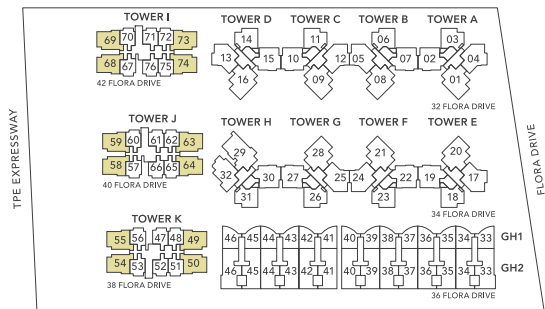 TOWER I
69 70 71 72 73
68 67 76 75 74
42 FLORA DRIVE
TOWER D TOWER C TOWER B TOWER A
14 11 06 03
13 15 10 12 05 07 02 04
16 09 08 01
32 FLORA DRIVE
TOWER J
59 60 61 62 63
58 57 66 65 64
40 FLORA DRIVE
TOWER H TOWER G TOWER F TOWER E
29 28 21 20
32 30 27 25 24 22 19 17
31 26 23 18
34 FLORA DRIVE
TOWER K
55 56 47 48 49
54 53 52 51 50
38 FLORA DRIVE
46 45 44 43 42 41 40 39 38 37 36 35 34 33 GH1
46 45 44 43 42 41 40 39 38 37 36 35 34 33 GH2
36 FLORA DRIVE
TPE EXPRESSWAY
FLORA DRIVE